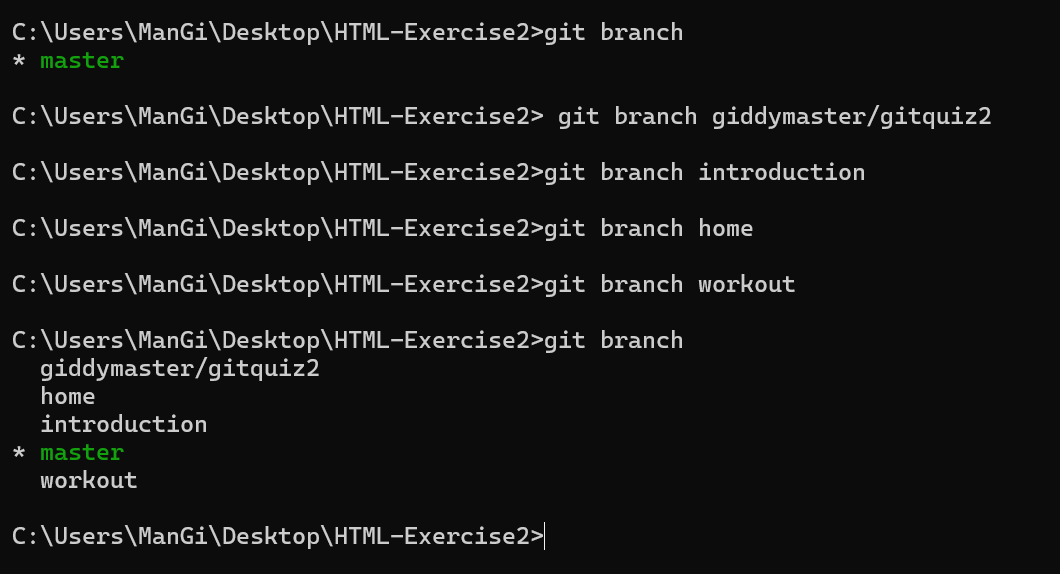 C:\Users\ManGi\Desktop\HTML-Exercise2>git branch
* master
C:\Users\ManGi\Desktop\HTML-Exercise2> git branch giddymaster/gitquiz2
C:\Users\ManGi\Desktop\HTML-Exercise2>git branch introduction
C:\Users\ManGi\Desktop\HTML-Exercise2>git branch home
C:\Users\ManGi\Desktop\HTML-Exercise2>git branch workout
C:\Users\ManGi\Desktop\HTML-Exercise2>git branch
  giddymaster/gitquiz2
  home
  introduction
* master
  workout
C:\Users\ManGi\Desktop\HTML-Exercise2>